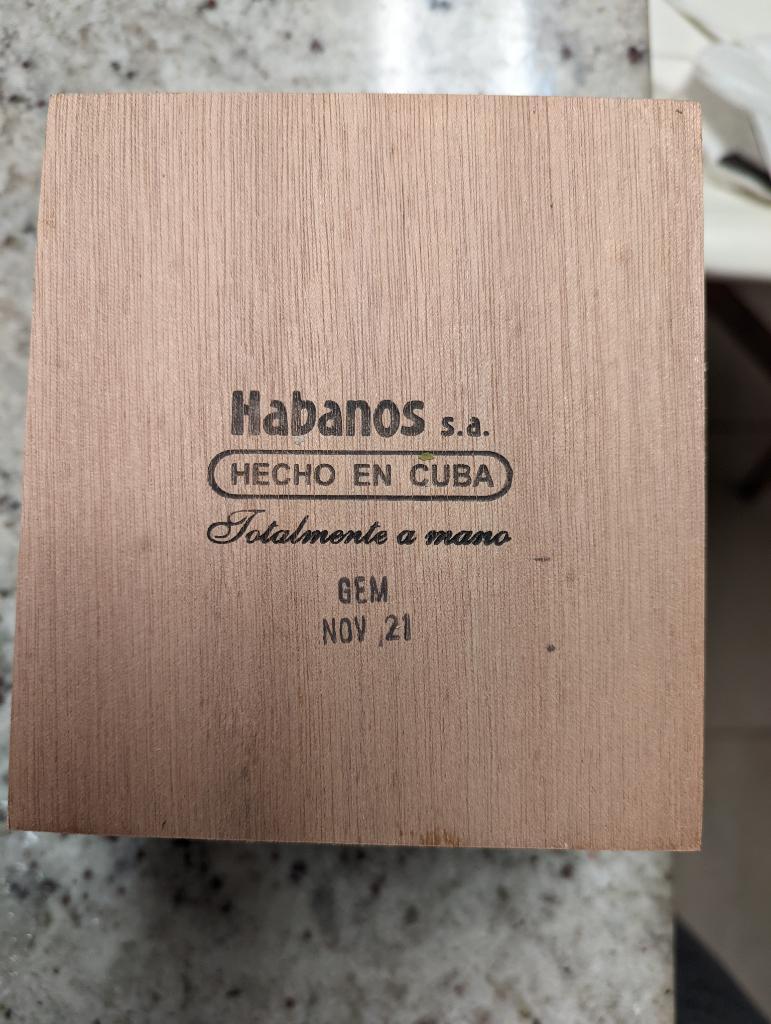 Habanos s.a.
HECHO EN CUBA
Totalmente a mano
GEM
NOV 21